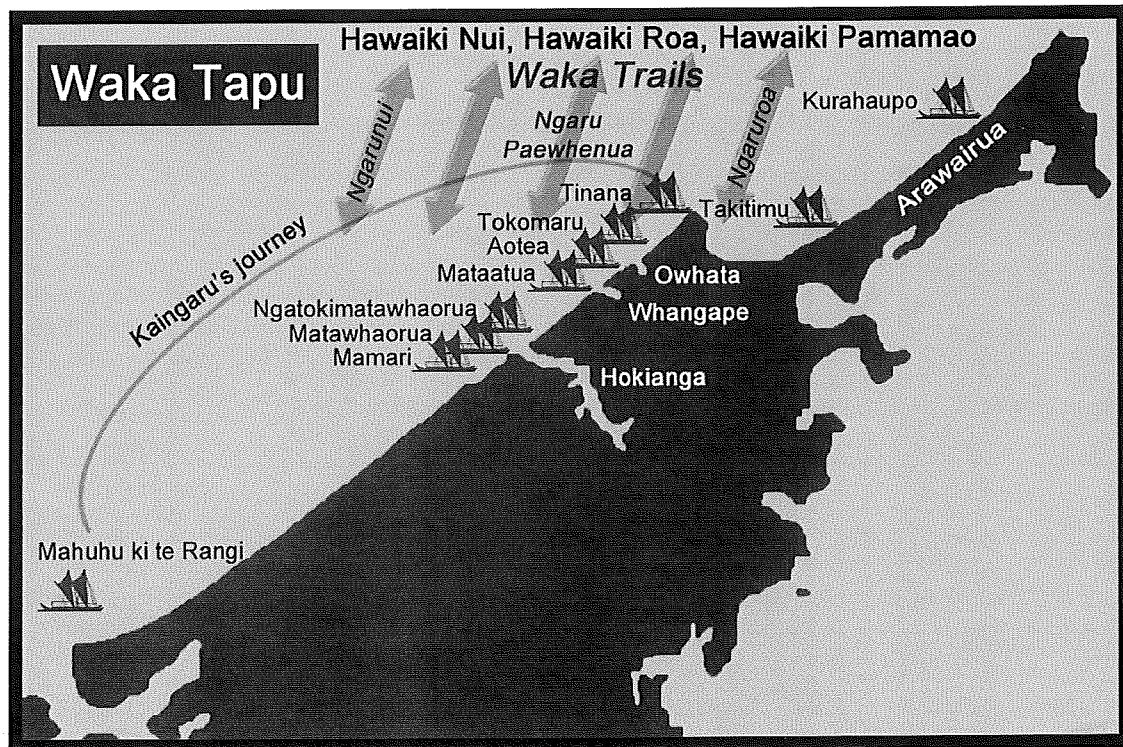 Hawaiki Nui, Hawaiki Roa, Hawaiki Pamamao
Waka Tapu
Waka Trails
Ngarunui
Ngaru
Paewhenua
Ngaruroa
Kurahaupo
Arawairua
Tinana
Takitimu
Tokomaru
Aotea
Mataatua
Owhata
Whangape
Kaingaru's journey
Ngatokimatawhaorua
Matawhaorua
Mamari
Hokianga
Mahuhu ki te Rangi